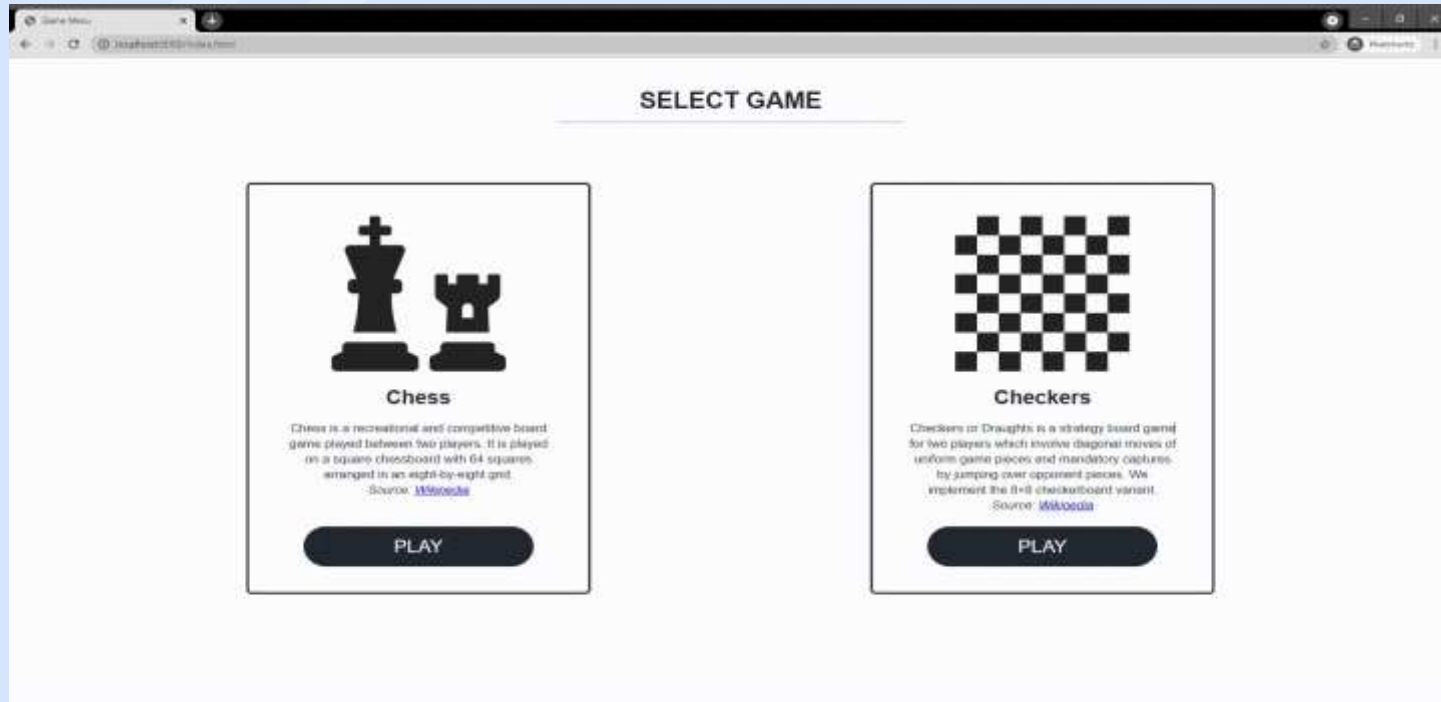 Game Menu
SELECT GAME
Chess
Chess is a recreational and competitive board
game played between two players. It is played
on a square chessboard with 64 squares
arranged in an eight-by-eight grid.
Source: Wikipedia
PLAY
Checkers
Checkers or Draughts is a strategy board game
for two players which involve diagonal moves of
uniform game pieces and mandatory captures
by jumping over opponent pieces. We
implement the 8×8 checkerboard variant.
Source: Wikipedia
PLAY